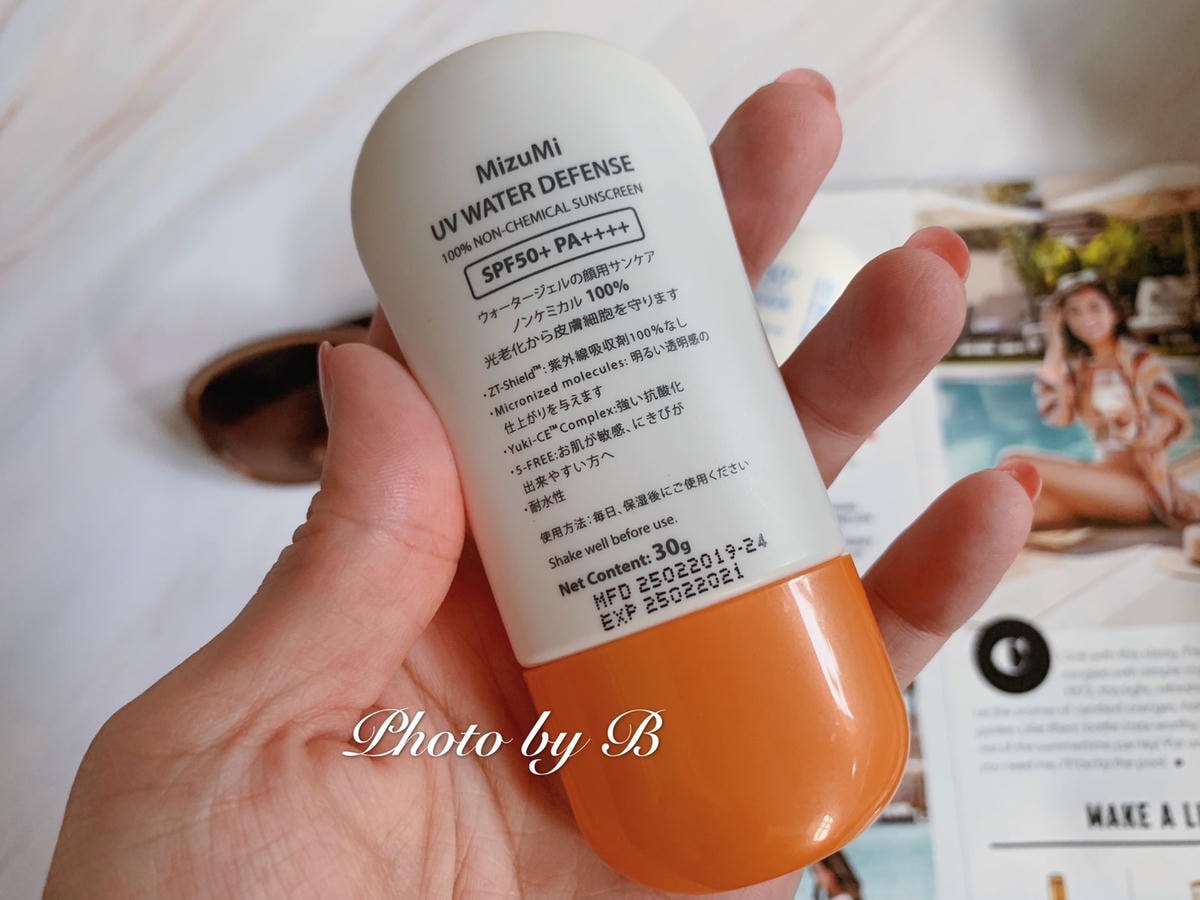 MizuMi
UV WATER DEFENSE
100% NON-CHEMICAL SUNSCREEN
SPF50+ PA++++
ウォータージェルの顔用サンケア
ノンケミカル 100%
光老化から皮膚細胞を守ります
・ZT-Shield™: 紫外線吸収剤100%なし
・Micronized molecules: 明るい透明感の
仕上がりを与えます
・Yuki-CE™ Complex:強い抗酸化
・5-FREE:お肌が敏感、にきびが
出来やすい方へ
・耐水性
使用方法: 毎日、保湿後にご使用ください
Shake well before use.
Net Content: 30g
MFD 25022019-24
EXP 25022021
Photo by B
MAKE A